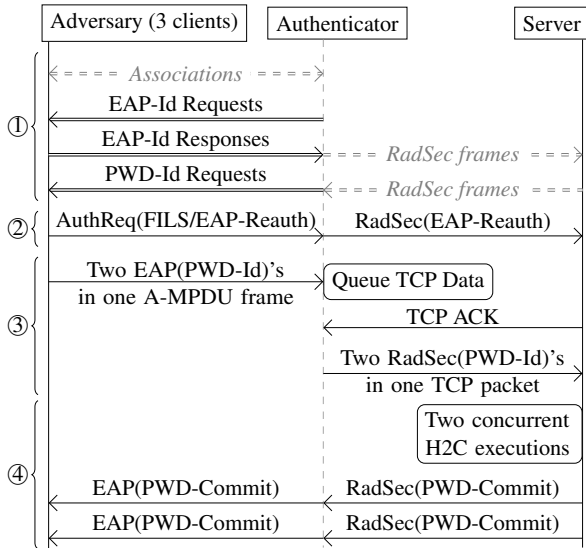 Adversary (3 clients) Authenticator Server
Associations
EAP-Id Requests
① EAP-Id Responses RadSec frames
PWD-Id Requests RadSec frames
② AuthReq(FILS/EAP-Reauth) RadSec(EAP-Reauth)
Two EAP(PWD-Id)'s Queue TCP Data
in one A-MPDU frame
TCP ACK
③ Two RadSec(PWD-Id)'s
in one TCP packet
Two concurrent
H2C executions
④ EAP(PWD-Commit) RadSec(PWD-Commit)
EAP(PWD-Commit) RadSec(PWD-Commit)